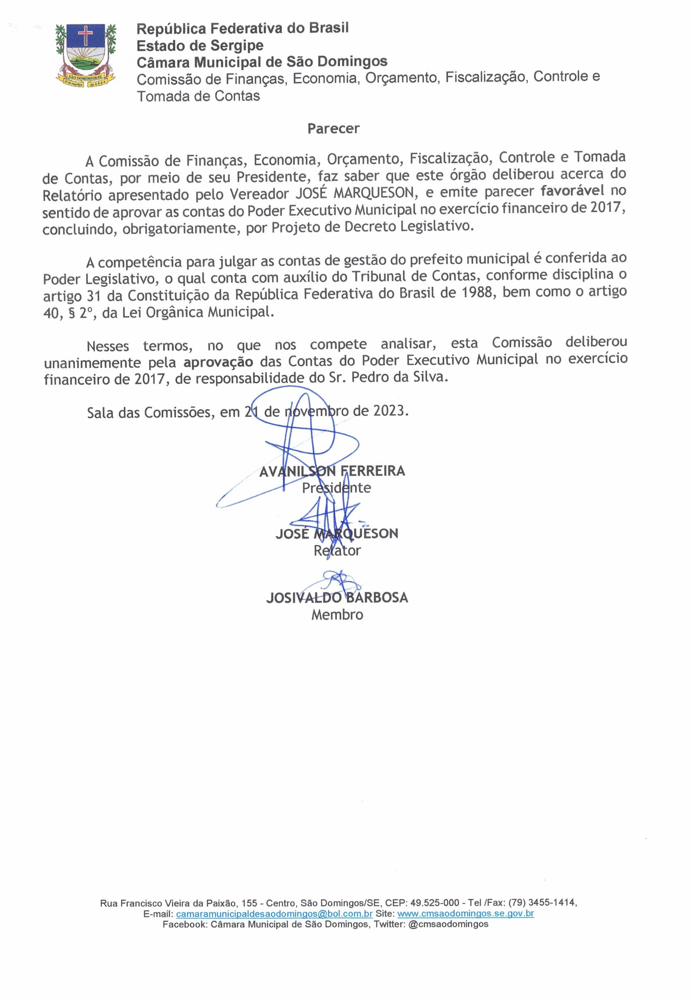 República Federativa do Brasil
Estado de Sergipe
Câmara Municipal de São Domingos
Comissão de Finanças, Economia, Orçamento, Fiscalização, Controle e
Tomada de Contas
SÃO DOMINGOS-SE
Parecer
A Comissão de Finanças, Economia, Orçamento, Fiscalização, Controle e Tomada
de Contas, por meio de seu Presidente, faz saber que este órgão deliberou acerca do
Relatório apresentado pelo Vereador JOSÉ MARQUESON, e emite parecer favorável no
sentido de aprovar as contas do Poder Executivo Municipal no exercício financeiro de 2017,
concluindo, obrigatoriamente, por Projeto de Decreto Legislativo.
A competência para julgar as contas de gestão do prefeito municipal é conferida ao
Poder Legislativo, o qual conta com auxílio do Tribunal de Contas, conforme disciplina o
artigo 31 da Constituição da República Federativa do Brasil de 1988, bem como o artigo
40, § 2º, da Lei Orgânica Municipal.
Nesses termos, no que nos compete analisar, esta Comissão deliberou
unanimemente pela aprovação das Contas do Poder Executivo Municipal no exercício
financeiro de 2017, de responsabilidade do Sr. Pedro da Silva.
Sala das Comissões, em 21 de novembro de 2023.
AVANILSON FERREIRA
Presidente
JOSÉ MARQUESON
Relator
JOSIVALDO BARBOSA
Membro
Rua Francisco Vieira da Paixão, 155 - Centro, São Domingos/SE, CEP: 49.525-000 - Tel /Fax: (79) 3455-1414,
E-mail: camaramunicipaldesaodomingos@bol.com.br Site: www.cmsaodomingos.se.gov.br
Facebook: Câmara Municipal de São Domingos, Twitter: @cmsaodomingos